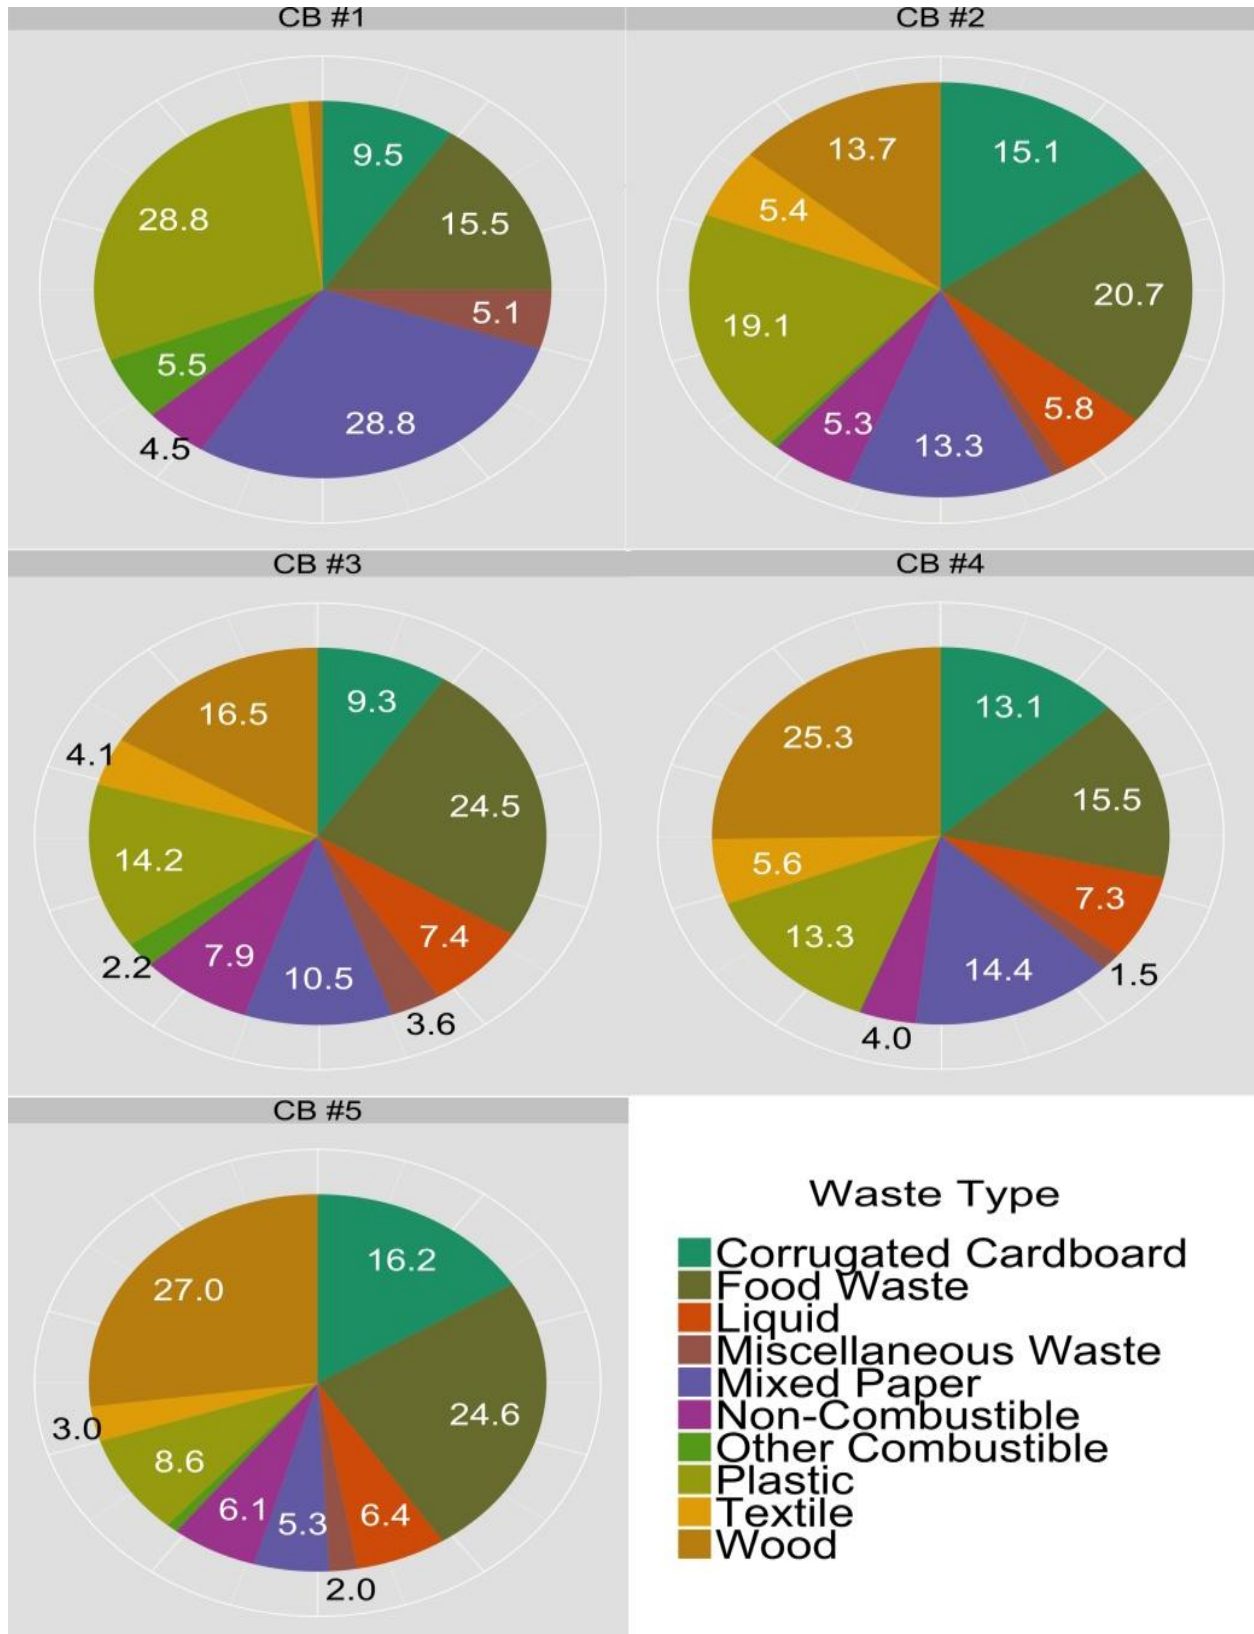 CB #1
9.5
15.5
28.8
5.1
5.5
28.8
4.5
CB #2
13.7
15.1
5.4
20.7
19.1
5.8
5.3
13.3
CB #3
9.3
16.5
4.1
24.5
14.2
7.4
7.9
2.2
10.5
3.6
CB #4
13.1
25.3
15.5
5.6
7.3
13.3
14.4
1.5
4.0
CB #5
16.2
27.0
24.6
3.0
8.6
6.1
6.4
5.3
2.0
Waste Type
Corrugated Cardboard
Food Waste
Liquid
Miscellaneous Waste
Mixed Paper
Non-Combustible
Other Combustible
Plastic
Textile
Wood